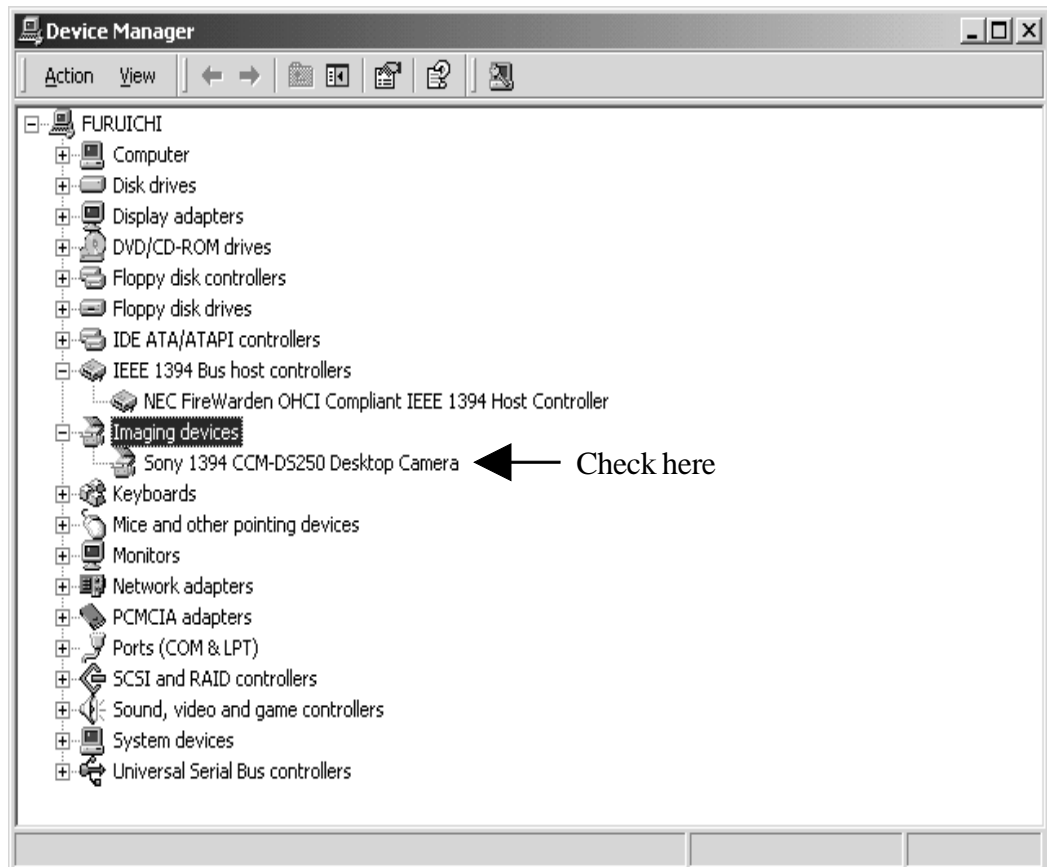 Device Manager
Action View
FURUICHI
Computer
Disk drives
Display adapters
DVD/CD-ROM drives
Floppy disk controllers
Floppy disk drives
IDE ATA/ATAPI controllers
IEEE 1394 Bus host controllers
NEC FireWarden OHCI Compliant IEEE 1394 Host Controller
Imaging devices
Sony 1394 CCM-DS250 Desktop Camera Check here
Keyboards
Mice and other pointing devices
Monitors
Network adapters
PCMCIA adapters
Ports (COM & LPT)
SCSI and RAID controllers
Sound, video and game controllers
System devices
Universal Serial Bus controllers